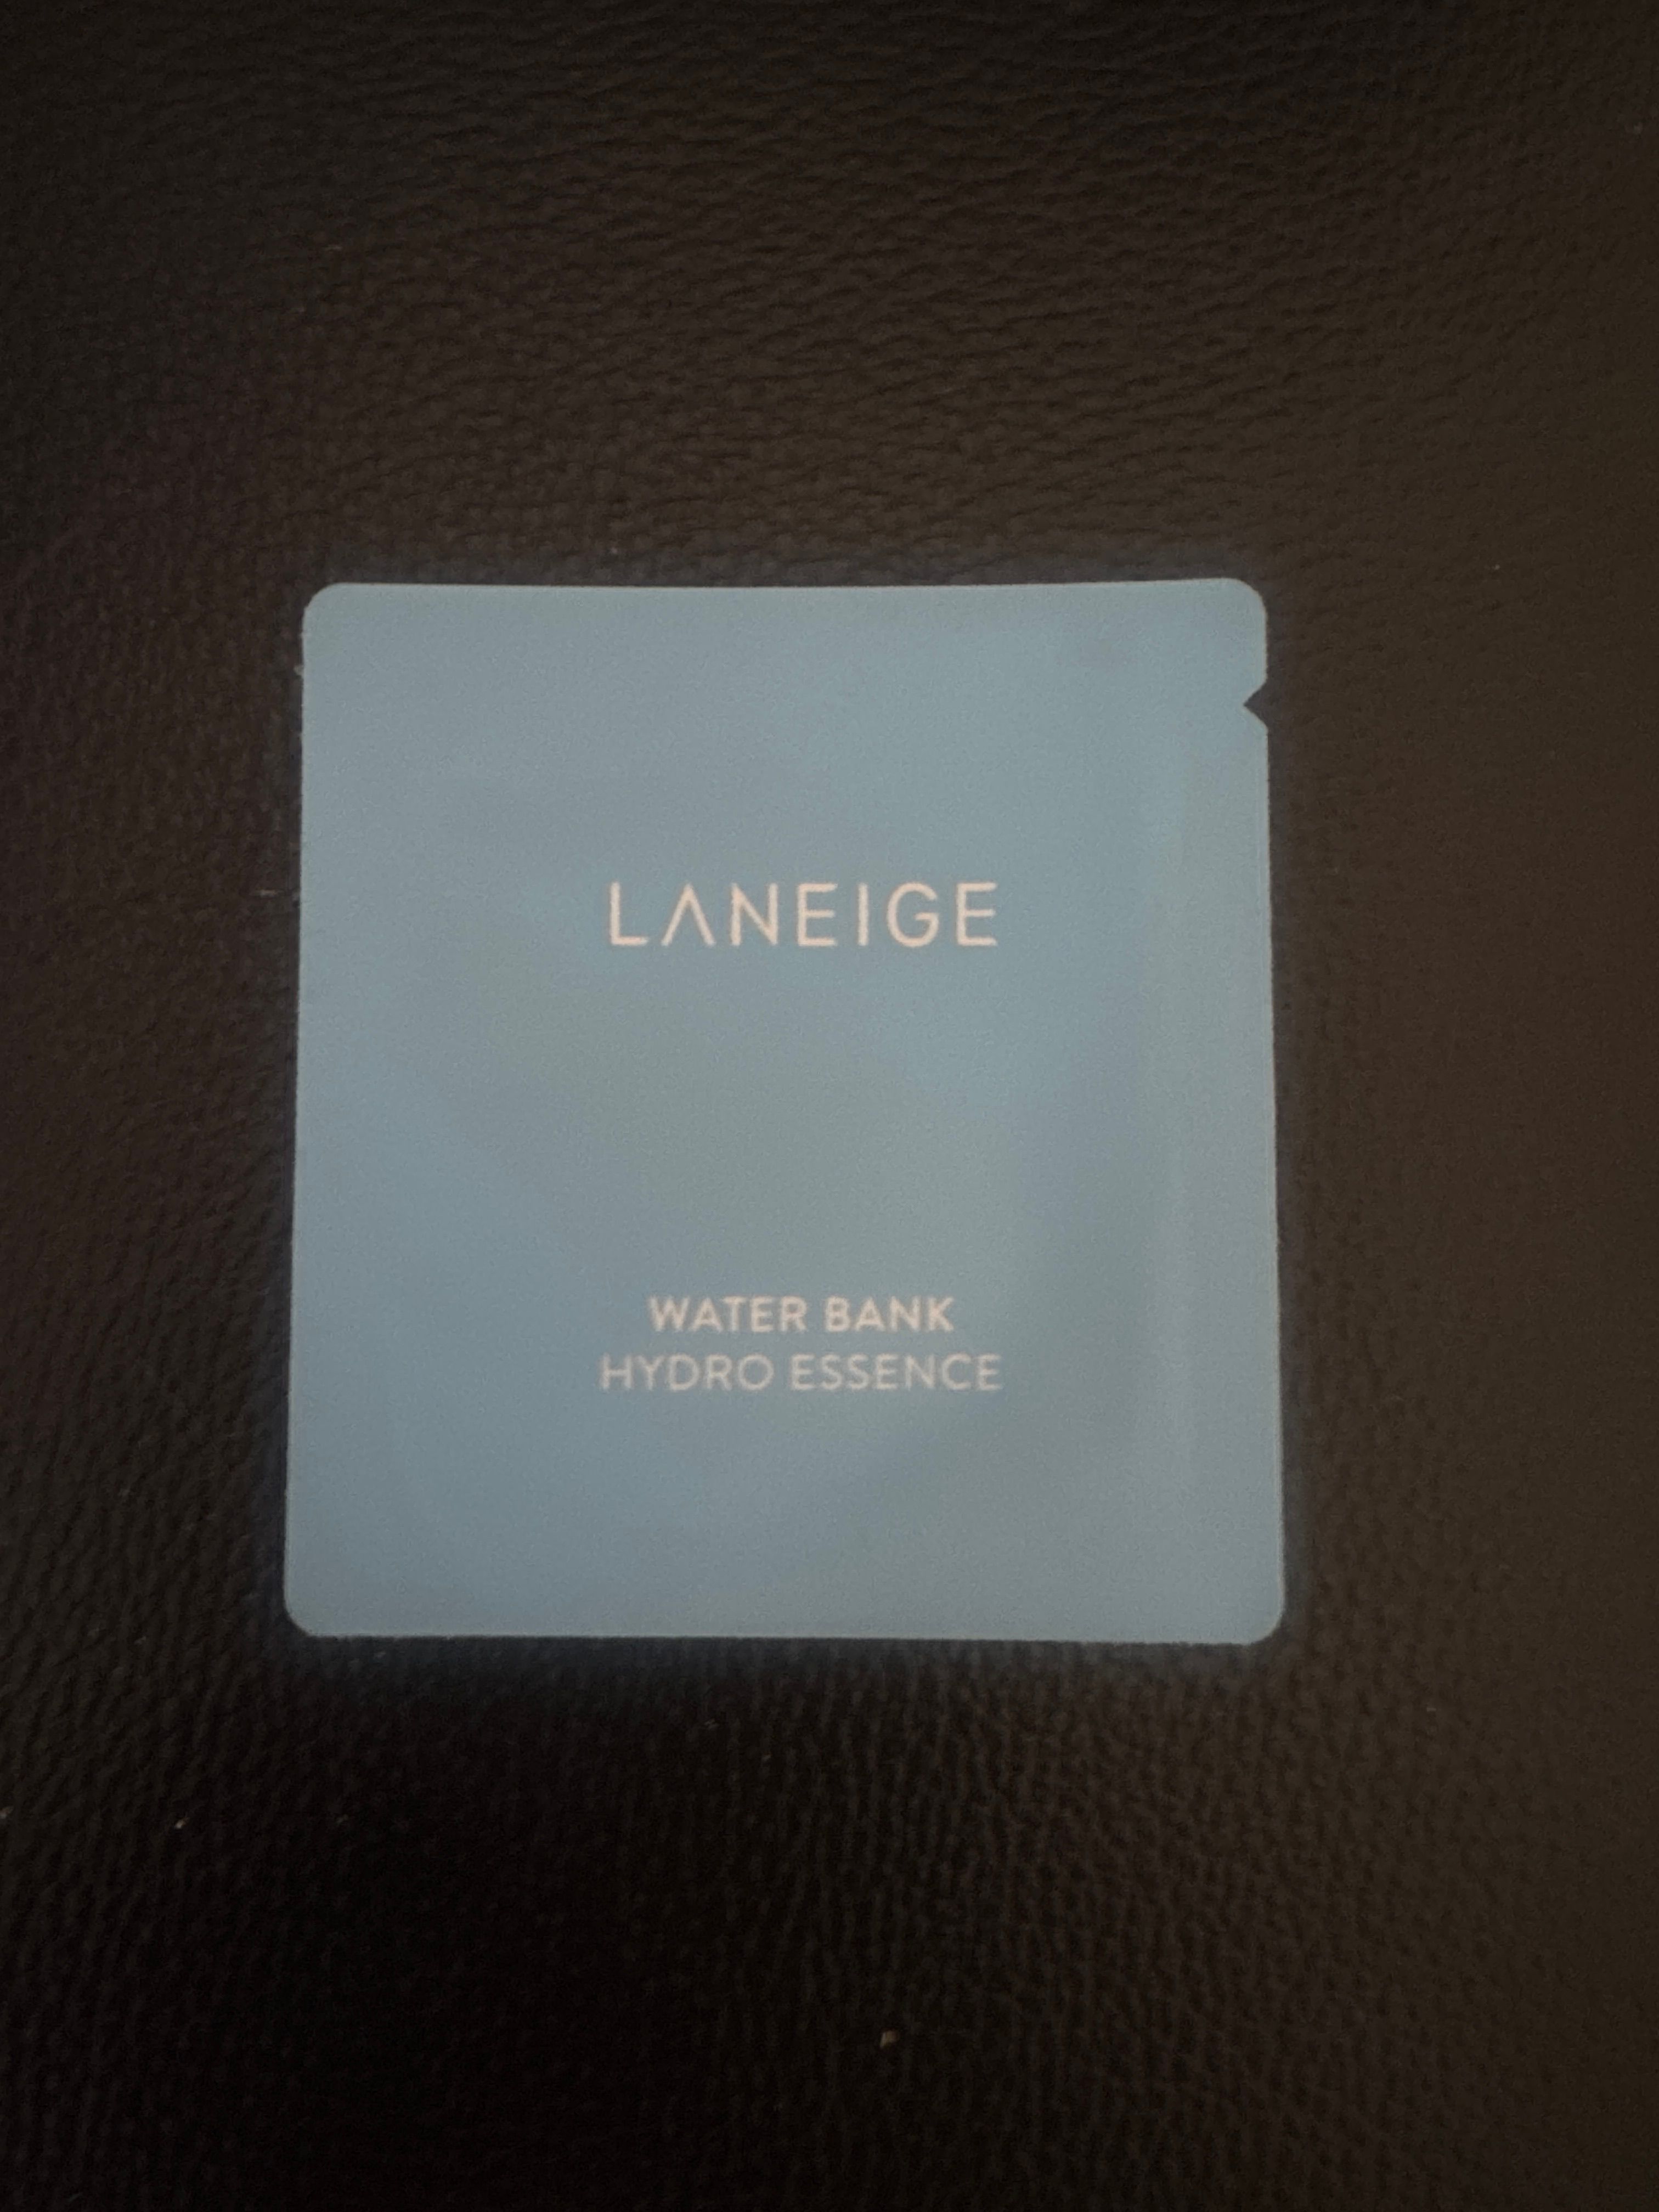 LANEIGE
WATER BANK
HYDRO ESSENCE